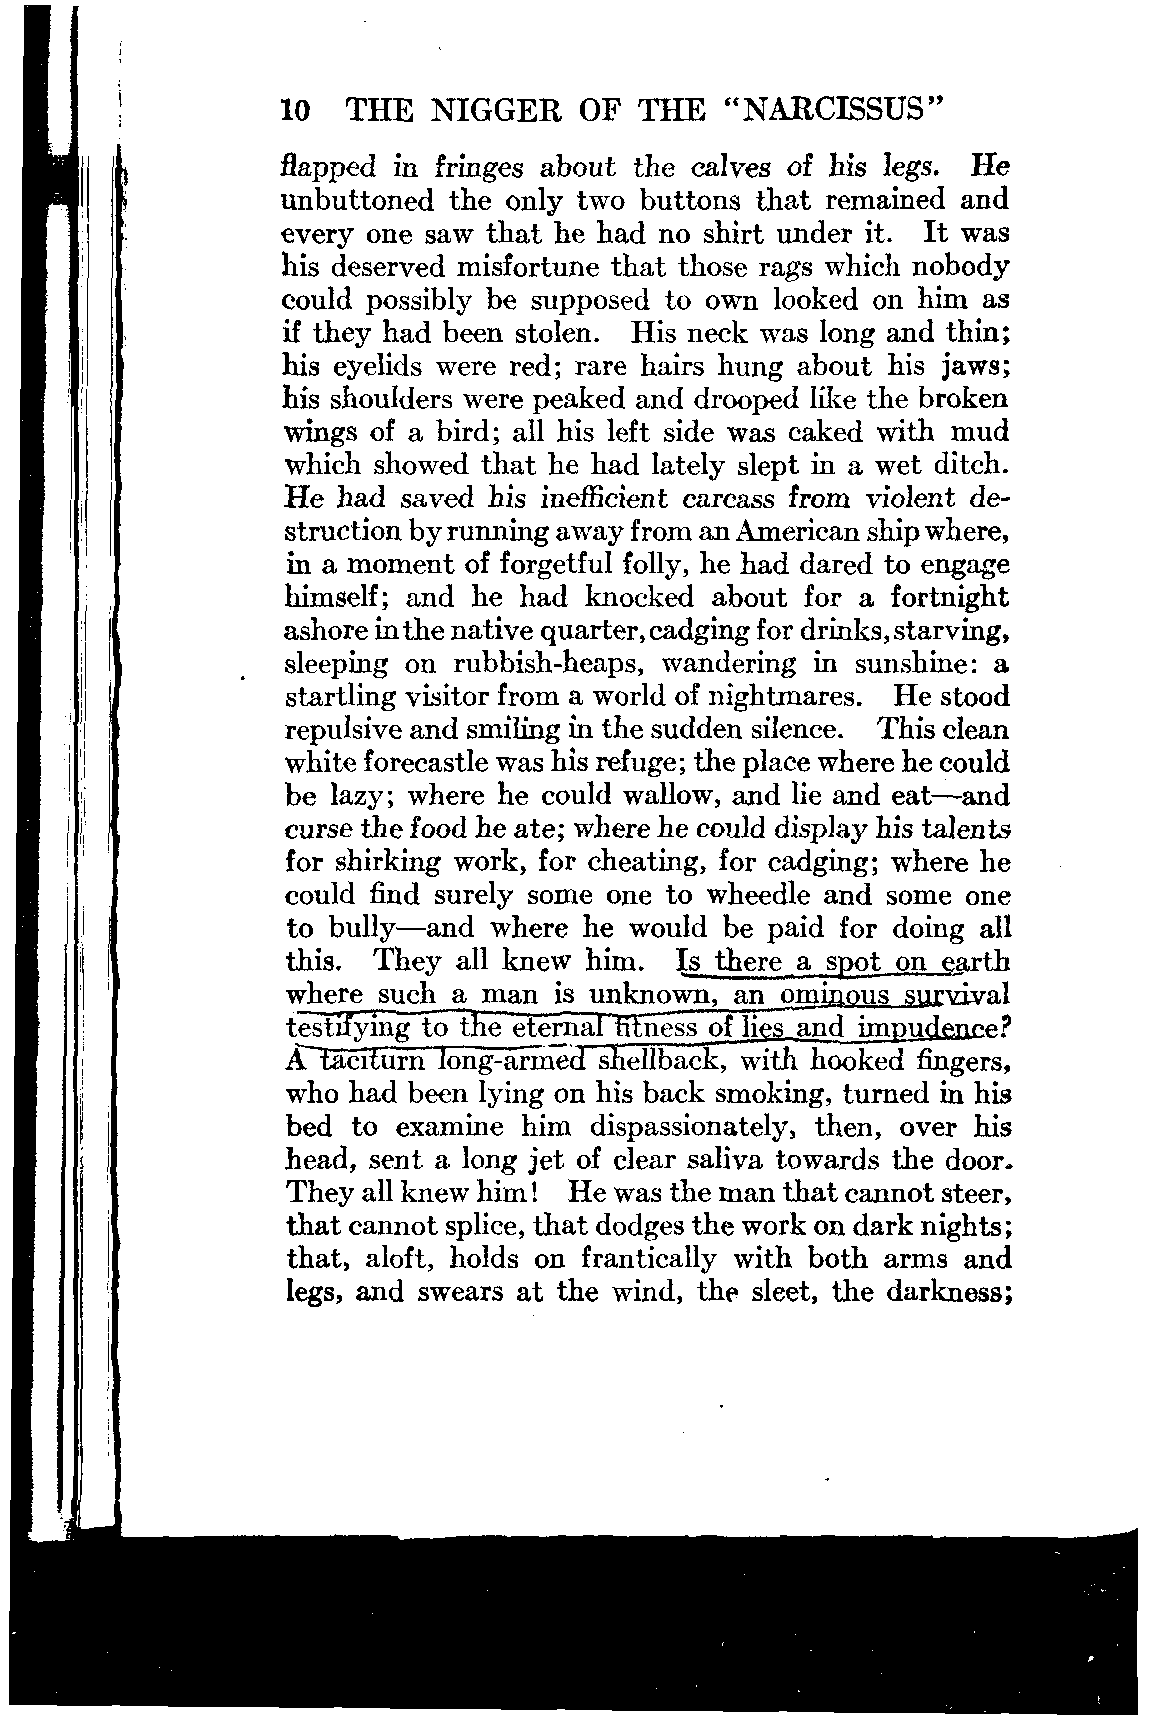 10 THE NIGGER OF THE “NARCISSUS”
flapped in fringes about the calves of his legs. He
unbuttoned the only two buttons that remained and
every one saw that he had no shirt under it. It was
his deserved misfortune that those rags which nobody
could possibly be supposed to own looked on him as
if they had been stolen. His neck was long and thin;
his eyelids were red; rare hairs hung about his jaws;
his shoulders were peaked and drooped like the broken
wings of a bird; all his left side was caked with mud
which showed that he had lately slept in a wet ditch.
He had saved his inefficient carcass from violent de-
struction by running away from an American ship where,
in a moment of forgetful folly, he had dared to engage
himself; and he had knocked about for a fortnight
ashore in the native quarter, cadging for drinks, starving,
sleeping on rubbish-heaps, wandering in sunshine: a
startling visitor from a world of nightmares. He stood
repulsive and smiling in the sudden silence. This clean
white forecastle was his refuge; the place where he could
be lazy; where he could wallow, and lie and eat—and
curse the food he ate; where he could display his talents
for shirking work, for cheating, for cadging; where he
could find surely some one to wheedle and some one
to bully—and where he would be paid for doing all
this. They all knew him. Is there a spot on earth
where such a man is unknown, an ominous survival
testifying to the eternal fitness of lies and impudence?
A taciturn long-armed shellback, with hooked fingers,
who had been lying on his back smoking, turned in his
bed to examine him dispassionately, then, over his
head, sent a long jet of clear saliva towards the door.
They all knew him! He was the man that cannot steer,
that cannot splice, that dodges the work on dark nights;
that, aloft, holds on frantically with both arms and
legs, and swears at the wind, the sleet, the darkness;